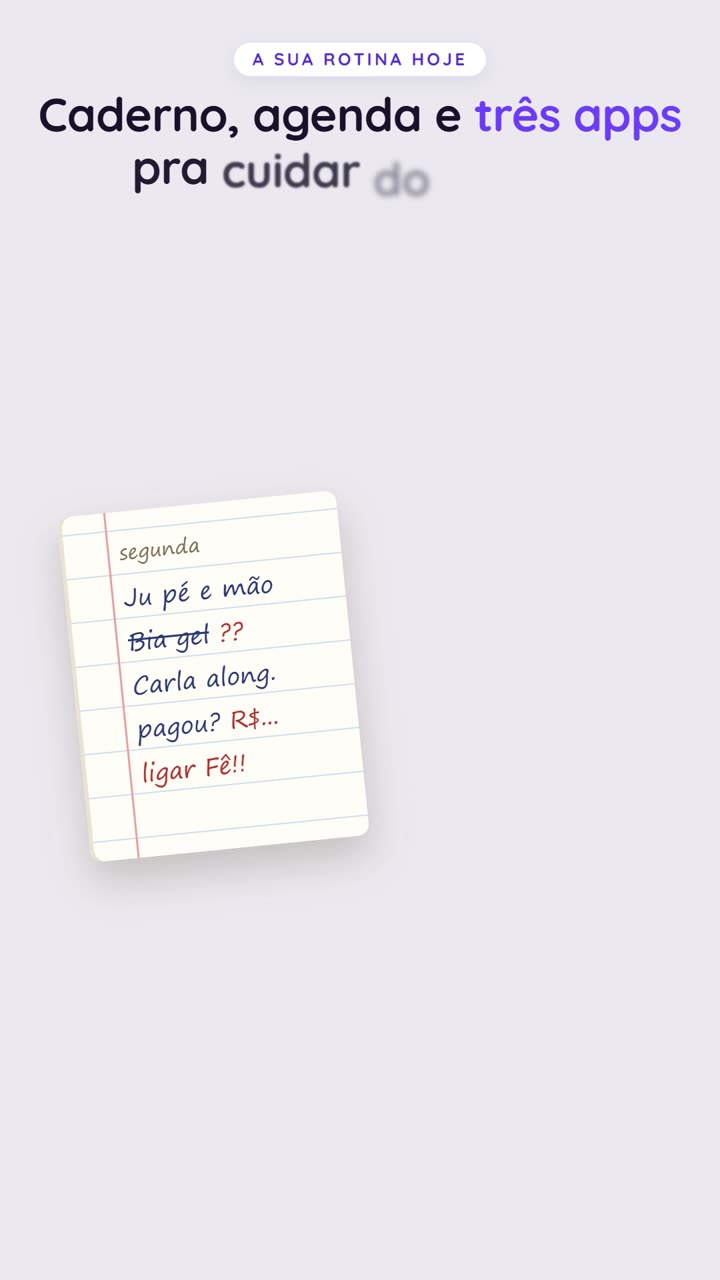 A SUA ROTINA HOJE
Caderno, agenda e três apps
pra cuidar do
segunda
Ju pé e mão
Bia gel ??
Carla along.
pagou? R$...
ligar Fê!!